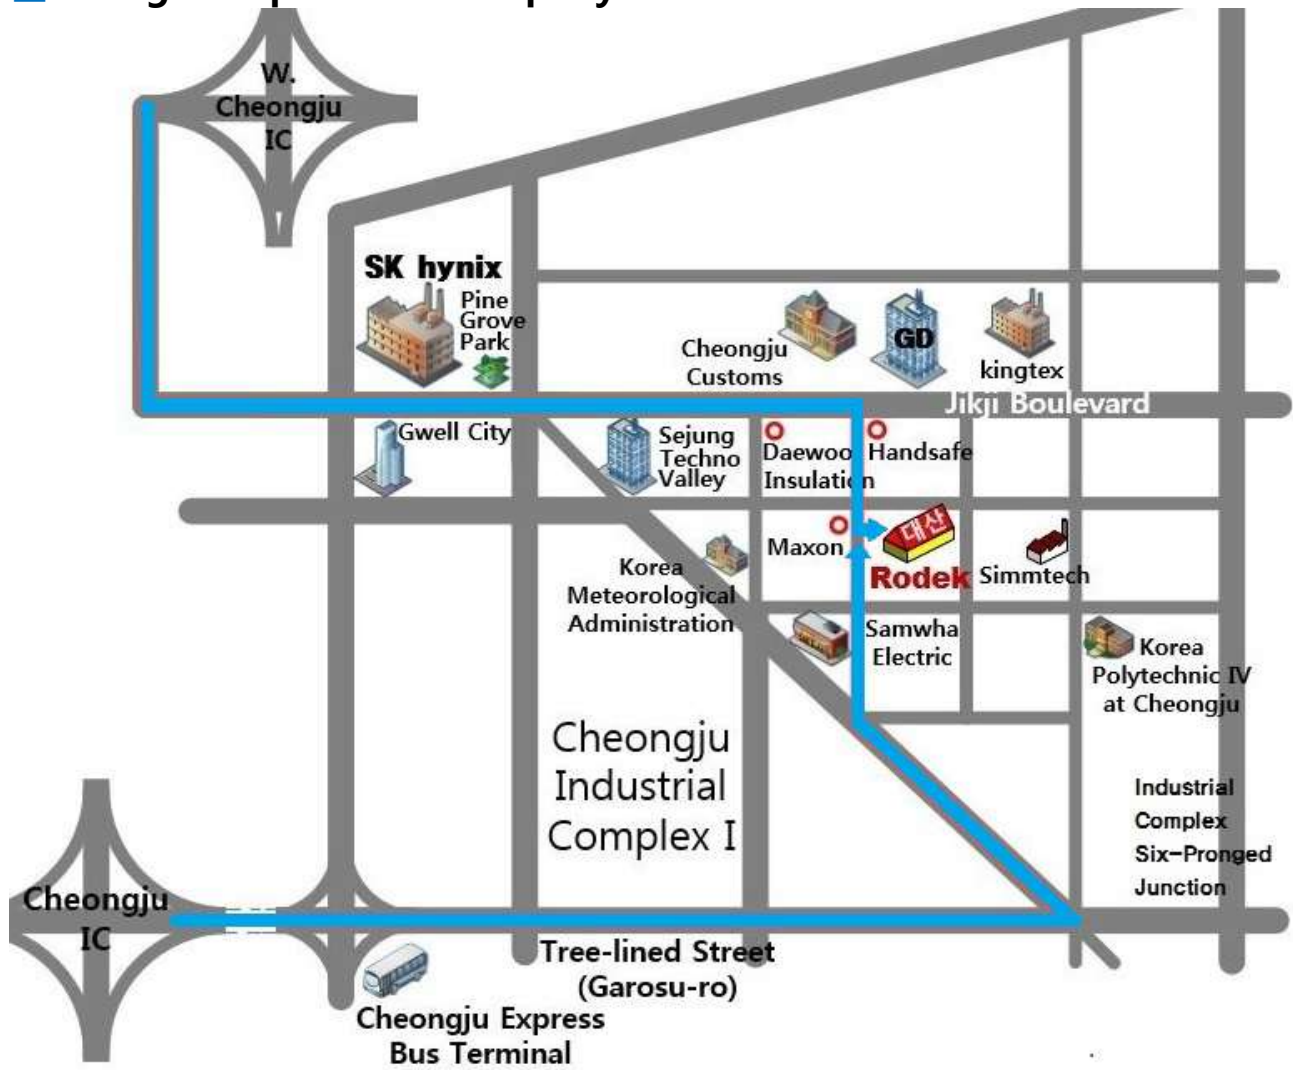 W.
Cheongju
IC
SK hynix
Pine
Grove
Park
Cheongju
Customs
GD
kingtex
Jikji Boulevard
Gwell City
Sejung
Techno
Valley
Daewoo
Insulation
Handsafe
Maxon
대산
Rodek
Simmtech
Korea
Meteorological
Administration
Samwha
Electric
Korea
Polytechnic IV
at Cheongju
Cheongju
Industrial
Complex I
Industrial
Complex
Six-Pronged
Junction
Cheongju
IC
Tree-lined Street
(Garosu-ro)
Cheongju Express
Bus Terminal